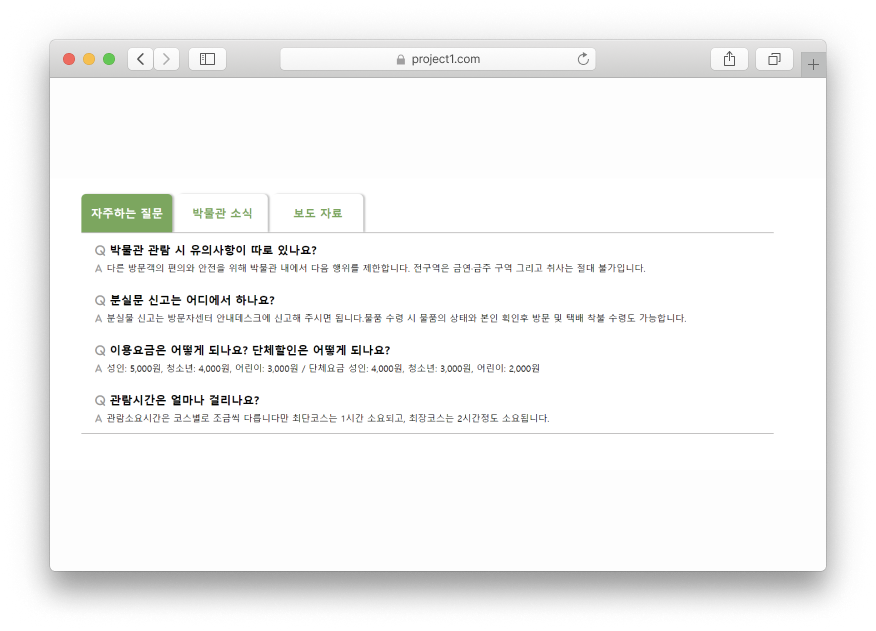 project1.com
자주하는 질문 박물관 소식 보도 자료
Q 박물관 관람 시 유의사항이 따로 있나요?
A 다른 방문객의 편의와 안전을 위해 박물관 내에서 다음 행위를 제한합니다. 전구역은 금연·금주 구역 그리고 취사는 절대 불가입니다.
Q 분실문 신고는 어디에서 하나요?
A 분실물 신고는 방문자센터 안내데스크에 신고해 주시면 됩니다.물품 수령 시 물품의 상태와 본인 확인후 방문 및 택배 착불 수령도 가능합니다.
Q 이용요금은 어떻게 되나요? 단체할인은 어떻게 되나요?
A 성인: 5,000원, 청소년: 4,000원, 어린이: 3,000원 / 단체요금 성인: 4,000원, 청소년: 3,000원, 어린이: 2,000원
Q 관람시간은 얼마나 걸리나요?
A 관람소요시간은 코스별로 조금씩 다릅니다만 최단코스는 1시간 소요되고, 최장코스는 2시간정도 소요됩니다.